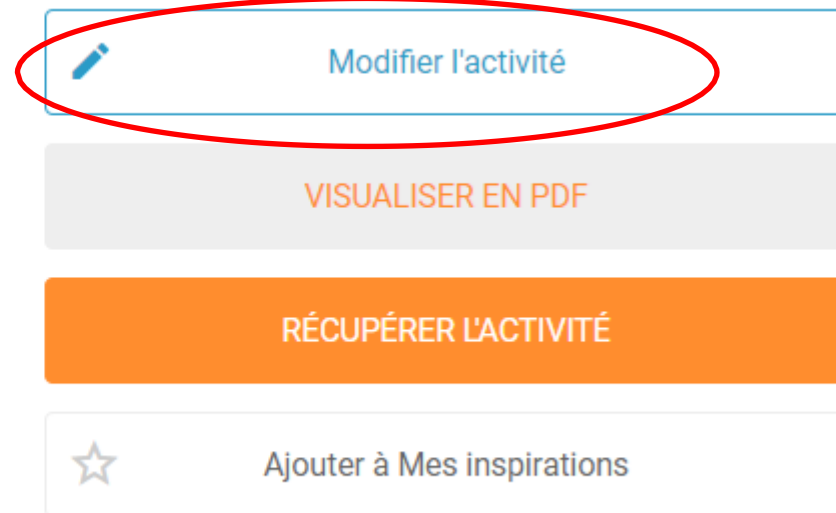 Modifier l'activité
VISUALISER EN PDF
RÉCUPÉRER L'ACTIVITÉ
Ajouter à Mes inspirations